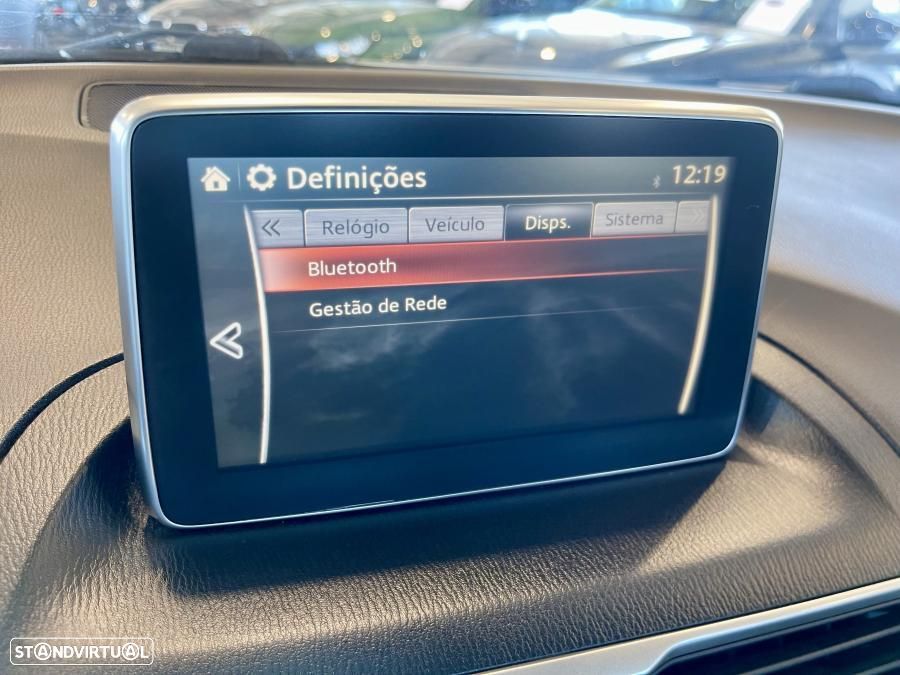 Definições 12:19
« Relógio Veículo Disps. Sistema »
Bluetooth
Gestão de Rede
STANDVIRTUAL